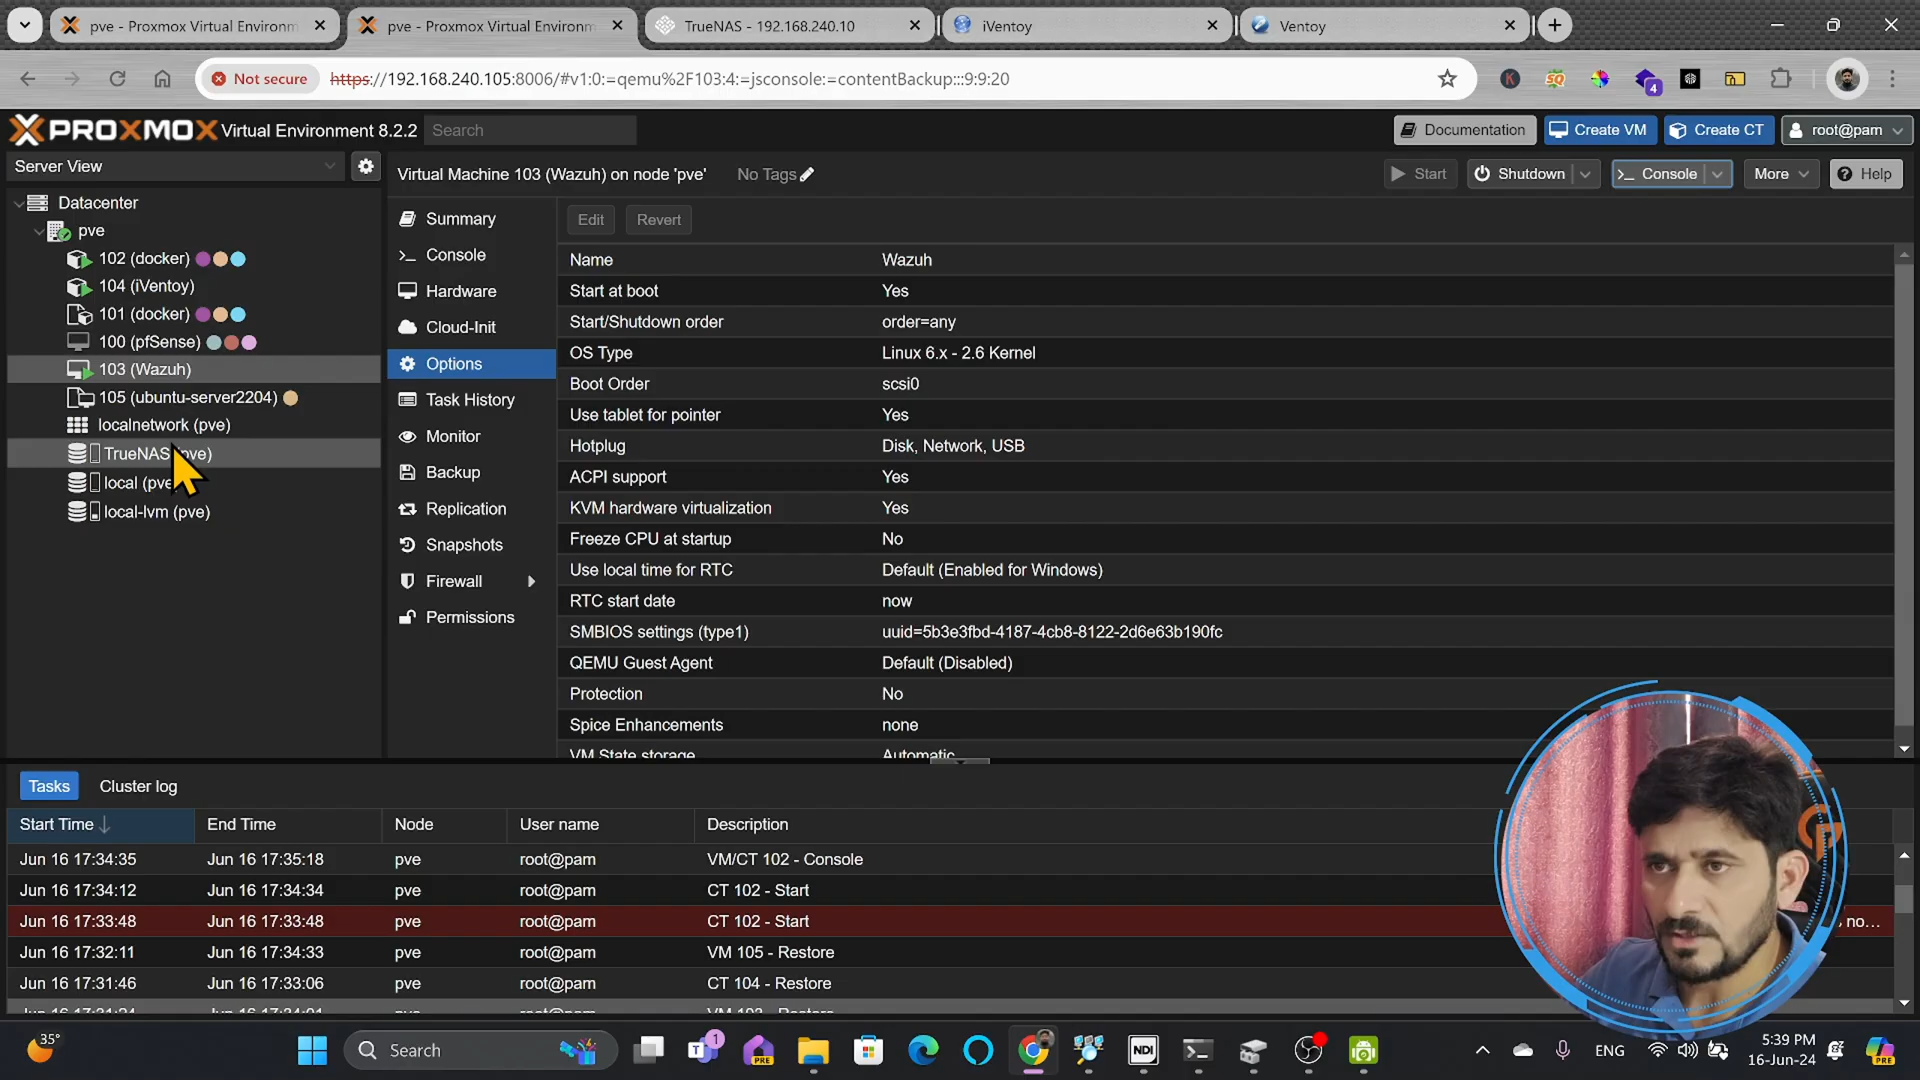 pve - Proxmox Virtual Environm
pve - Proxmox Virtual Environm
TrueNAS - 192.168.240.10
iVentoy
Ventoy
Not secure
https://192.168.240.105:8006/#v1:0:=qemu%2F103:4:=jsconsole:=contentBackup:::9:9:20
4
PROXMOX Virtual Environment 8.2.2
Search
Documentation
Create VM
Create CT
root@pam
Server View
Virtual Machine 103 (Wazuh) on node 'pve'
No Tags
Start
Shutdown
Console
More
Help
Datacenter
pve
102 (docker)
104 (iVentoy)
101 (docker)
100 (pfSense)
103 (Wazuh)
105 (ubuntu-server2204)
localnetwork (pve)
TrueNAS
local
local-lvm (pve)
Summary
Console
Hardware
Cloud-Init
Options
Task History
Monitor
Backup
Replication
Snapshots
Firewall
Permissions
Edit
Revert
Name Wazuh
Start at boot Yes
Start/Shutdown order order=any
OS Type Linux 6.x - 2.6 Kernel
Boot Order scsi0
Use tablet for pointer Yes
Hotplug Disk, Network, USB
ACPI support Yes
KVM hardware virtualization Yes
Freeze CPU at startup No
Use local time for RTC Default (Enabled for Windows)
RTC start date now
SMBIOS settings (type1) uuid=5b3e3fbd-4187-4cb8-8122-2d6e63b190fc
QEMU Guest Agent Default (Disabled)
Protection No
Spice Enhancements none
VM State storage Automatic
Tasks
Cluster log
Start Time End Time Node User name Description
Jun 16 17:34:35 Jun 16 17:35:18 pve root@pam VM/CT 102 - Console
Jun 16 17:34:12 Jun 16 17:34:34 pve root@pam CT 102 - Start
Jun 16 17:33:48 Jun 16 17:33:48 pve root@pam CT 102 - Start no...
Jun 16 17:32:11 Jun 16 17:34:33 pve root@pam VM 105 - Restore
Jun 16 17:31:46 Jun 16 17:33:06 pve root@pam CT 104 - Restore
35°
Search
1
PRE
NDI
ENG
5:39 PM
16-Jun-24
PRE